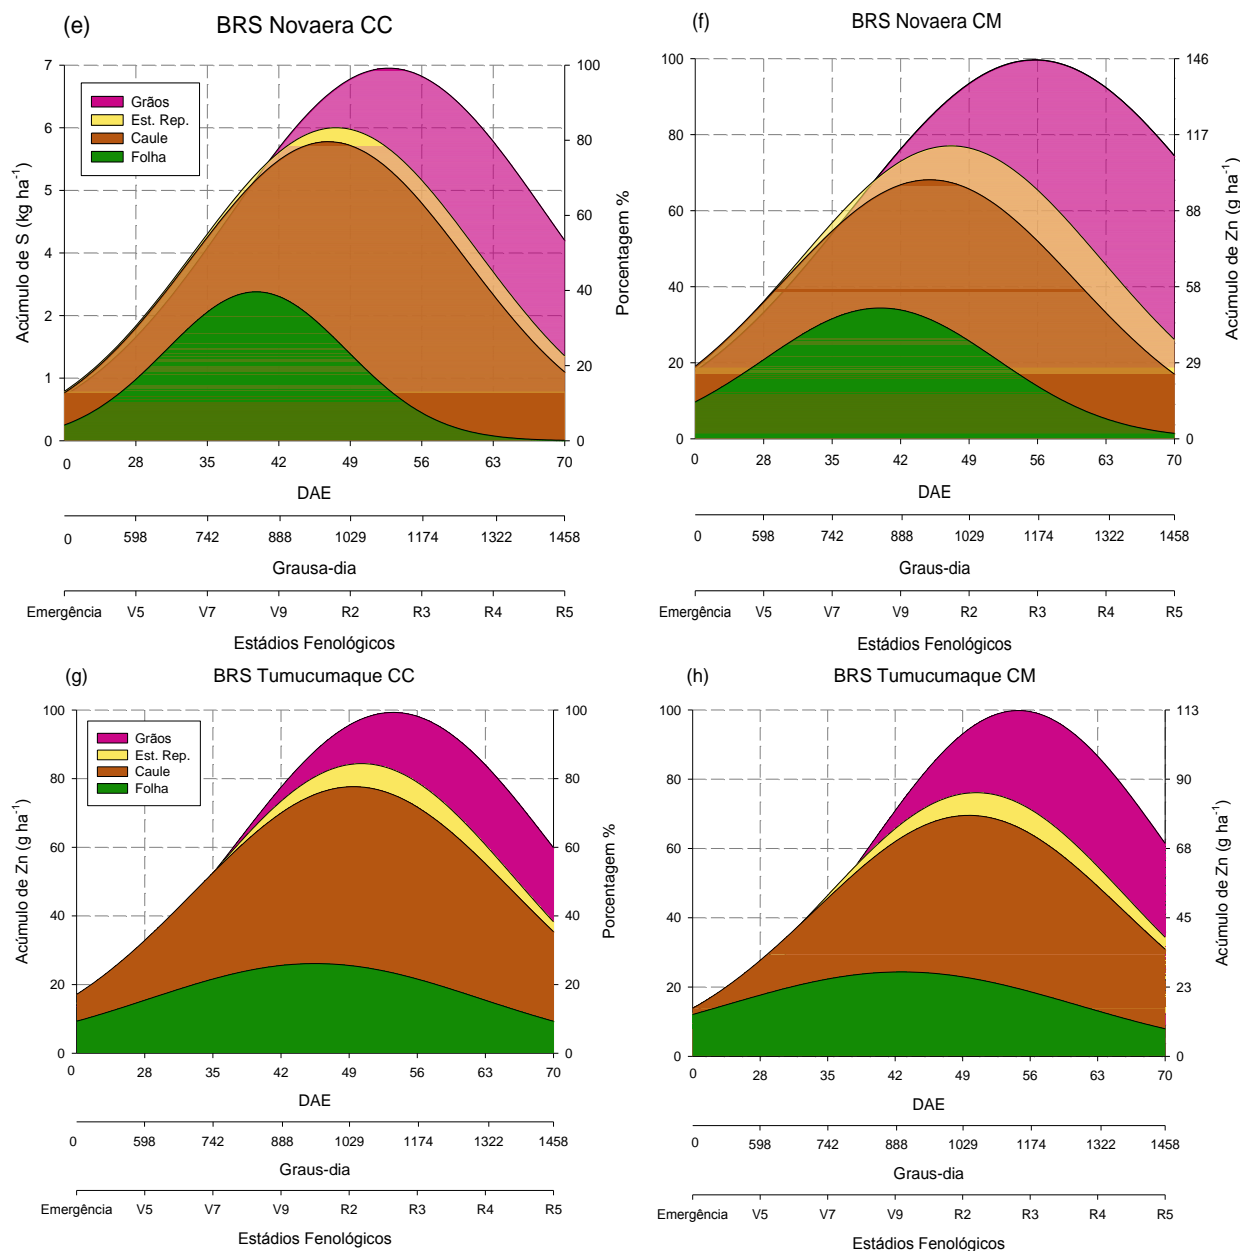 (e) BRS Novaera CC
7
6
5
4
2
1
0
Acúmulo de S (kg ha⁻¹)
Grãos
Est. Rep.
Caule
Folha
100
80
60
40
20
0
Porcentagem %
0 28 35 42 49 56 63 70
DAE
0 598 742 888 1029 1174 1322 1458
Grausa-dia
Emergência V5 V7 V9 R2 R3 R4 R5
Estádios Fenológicos
(f) BRS Novaera CM
100
80
60
40
20
0
146
117
88
58
29
0
Acúmulo de Zn (g ha⁻¹)
0 28 35 42 49 56 63 70
DAE
0 598 742 888 1029 1174 1322 1458
Graus-dia
Emergência V5 V7 V9 R2 R3 R4 R5
Estádios Fenológicos
(g) BRS Tumucumaque CC
100
80
60
40
20
0
Acúmulo de Zn (g ha⁻¹)
Grãos
Est. Rep.
Caule
Folha
100
80
60
40
20
0
Porcentagem %
0 28 35 42 49 56 63 70
DAE
0 598 742 888 1029 1174 1322 1458
Graus-dia
Emergência V5 V7 V9 R2 R3 R4 R5
Estádios Fenológicos
(h) BRS Tumucumaque CM
100
80
60
40
20
0
113
90
68
45
23
0
Acúmulo de Zn (g ha⁻¹)
0 28 35 42 49 56 63 70
DAE
0 598 742 888 1029 1174 1322 1458
Graus-dia
Emergência V5 V7 V9 R2 R3 R4 R5
Estádios Fenológicos